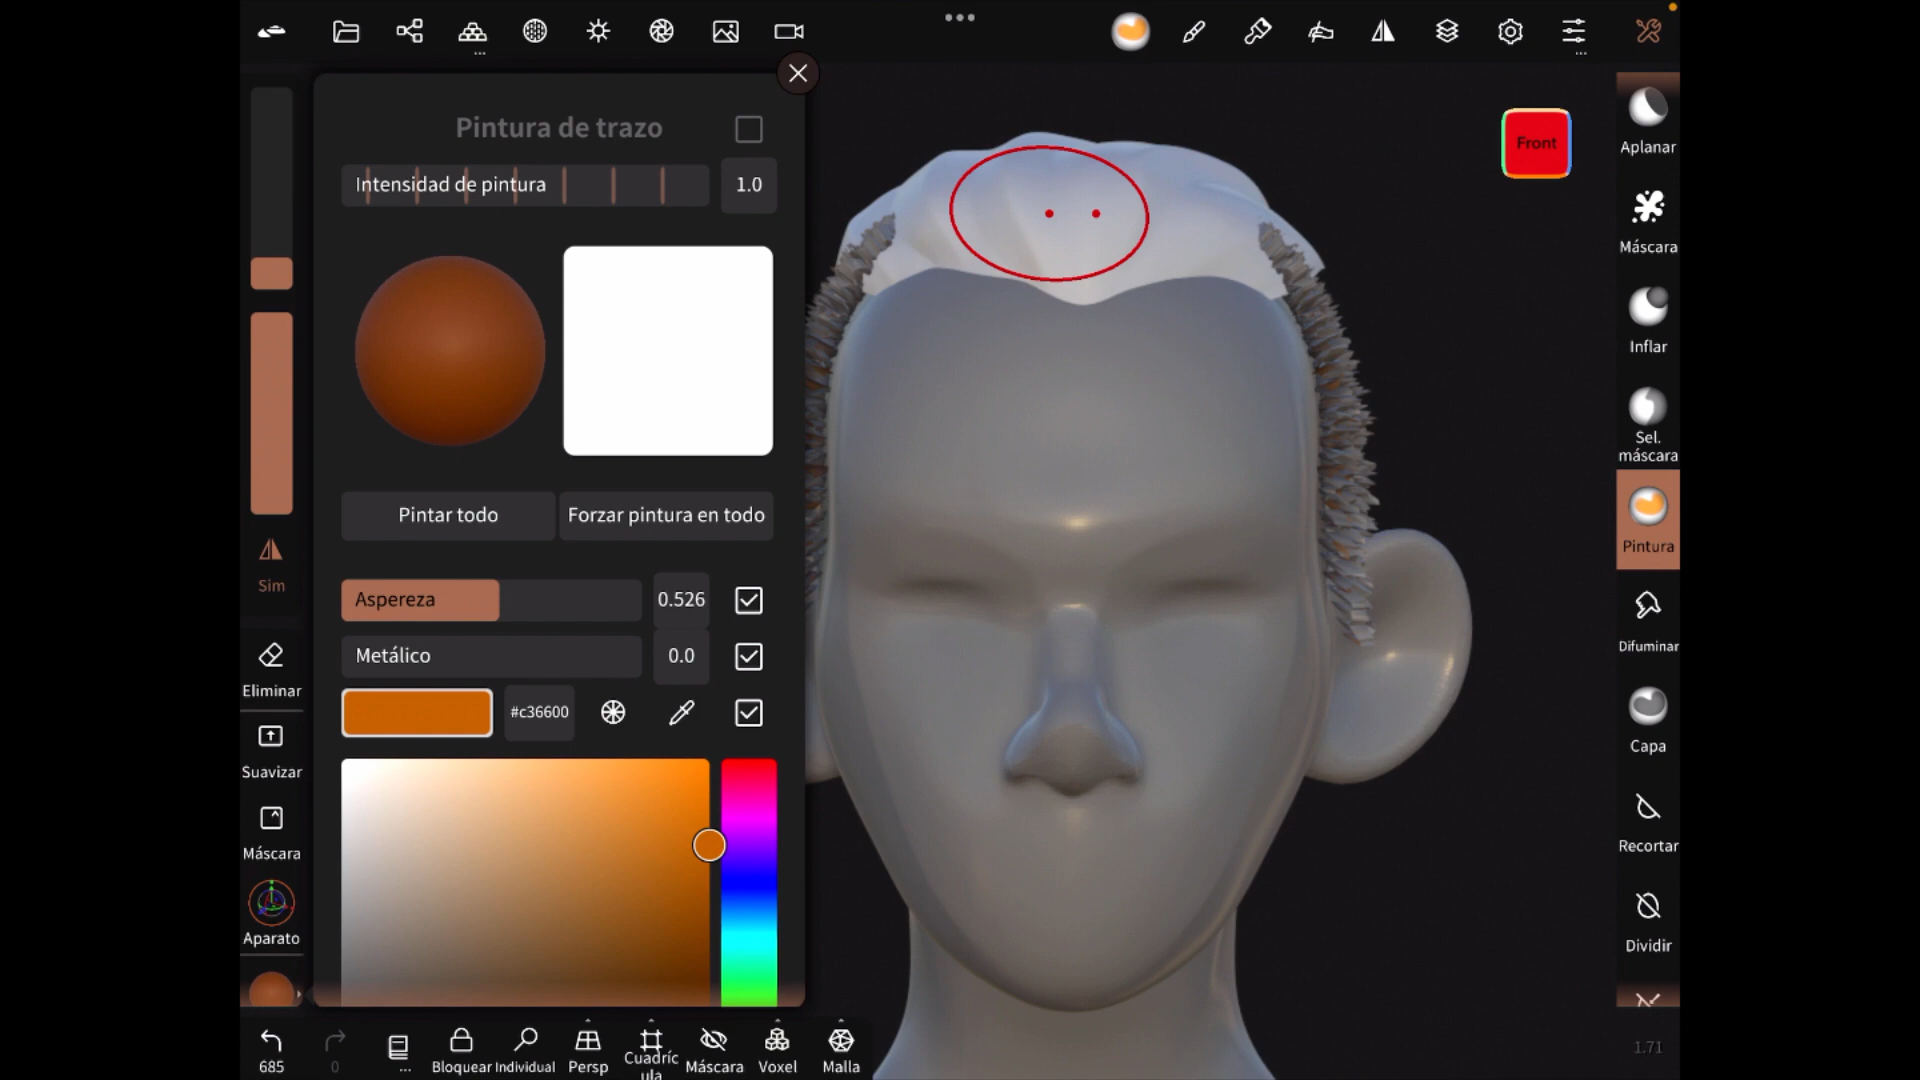 Pintura de trazo
Intensidad de pintura 1.0
Pintar todo
Forzar pintura en todo
Aspereza 0.526
Metálico 0.0
#c36600
Sim
Eliminar
Suavizar
Máscara
Aparato
Front
Aplanar
Máscara
Inflar
Sel.
máscara
Pintura
Difuminar
Capa
Recortar
Dividir
685
0
Bloquear
Individual
Persp
Cuadríc
ula
Máscara
Voxel
Malla
1.71